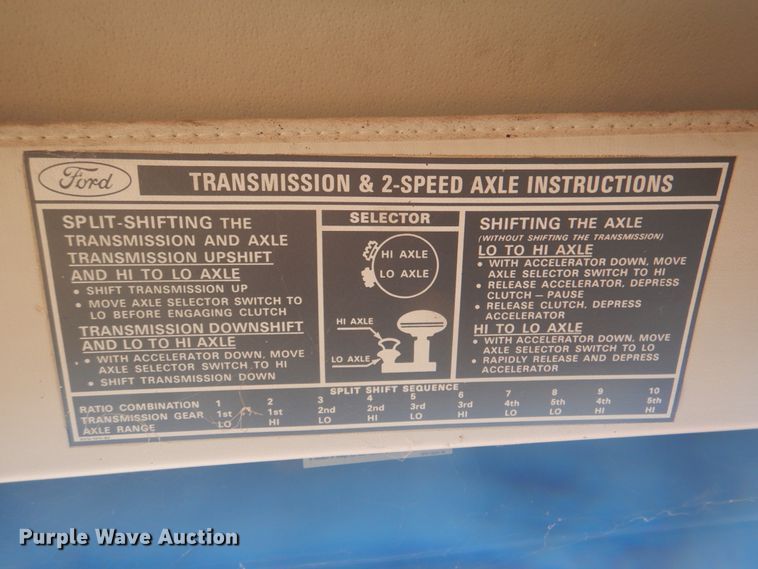 Ford
TRANSMISSION & 2-SPEED AXLE INSTRUCTIONS
SPLIT-SHIFTING THE
TRANSMISSION AND AXLE
TRANSMISSION UPSHIFT
AND HI TO LO AXLE
• SHIFT TRANSMISSION UP
• MOVE AXLE SELECTOR SWITCH TO
LO BEFORE ENGAGING CLUTCH
TRANSMISSION DOWNSHIFT
AND LO TO HI AXLE
• WITH ACCELERATOR DOWN, MOVE
AXLE SELECTOR SWITCH TO HI
• SHIFT TRANSMISSION DOWN
SELECTOR
HI AXLE
LO AXLE
HI AXLE
LO AXLE
SHIFTING THE AXLE
(WITHOUT SHIFTING THE TRANSMISSION)
LO TO HI AXLE
• WITH ACCELERATOR DOWN, MOVE
AXLE SELECTOR SWITCH TO HI
• RELEASE ACCELERATOR, DEPRESS
CLUTCH — PAUSE
• RELEASE CLUTCH, DEPRESS
ACCELERATOR
HI TO LO AXLE
• WITH ACCELERATOR DOWN, MOVE
AXLE SELECTOR SWITCH TO LO
• RAPIDLY RELEASE AND DEPRESS
ACCELERATOR
SPLIT SHIFT SEQUENCE
RATIO COMBINATION 1 2 3 4 5 6 7 8 9 10
TRANSMISSION GEAR 1st 1st 2nd 2nd 3rd 3rd 4th 5th 4th 5th
AXLE RANGE LO HI LO HI LO HI LO LO HI HI
Purple Wave Auction